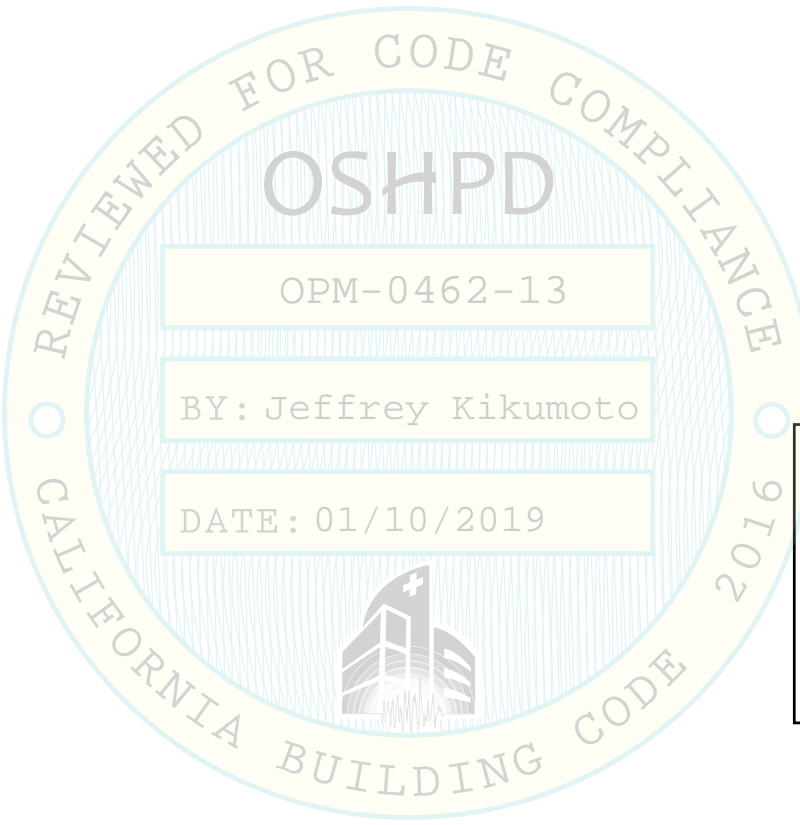 REVIEWED FOR CODE COMPLIANCE
OSHPD
OPM-0462-13
BY: Jeffrey Kikumoto
DATE: 01/10/2019
CALIFORNIA BUILDING CODE 2016